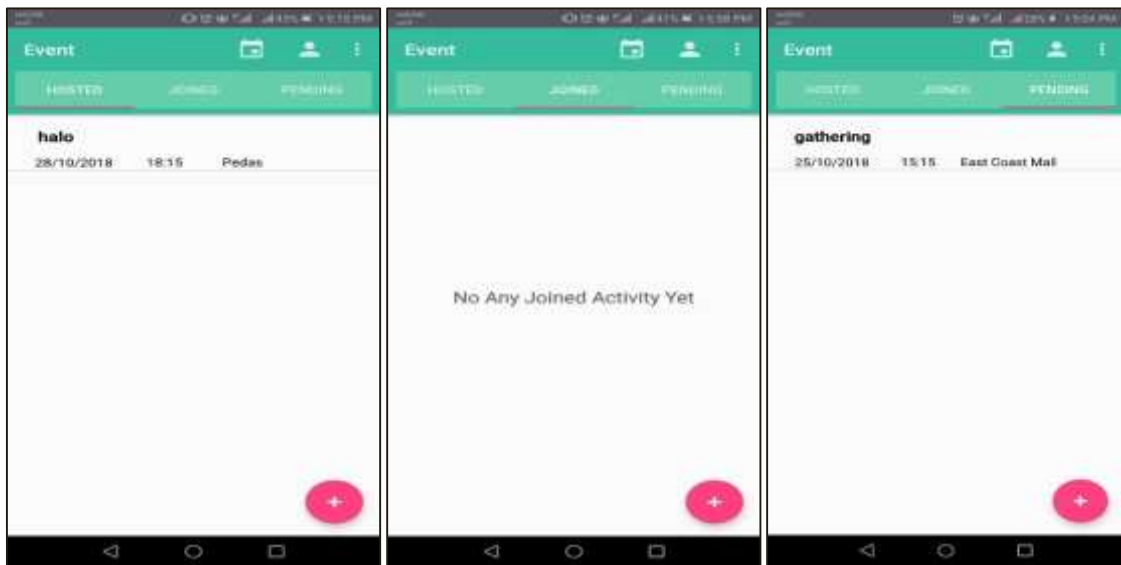 Event
HOSTED JOINED PENDING
halo
28/10/2018 18:15 Pedas
Event
HOSTED JOINED PENDING
No Any Joined Activity Yet
Event
HOSTED JOINED PENDING
gathering
25/10/2018 15:15 East Coast Mall